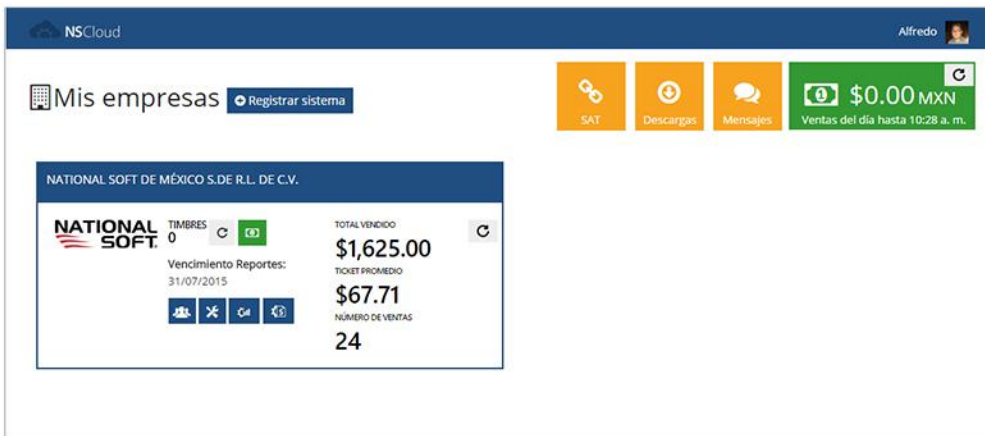 NSCloud
Alfredo
Mis empresas
Registrar sistema
SAT
Descargas
Mensajes
$0.00 MXN
Ventas del día hasta 10:28 a. m.
NATIONAL SOFT DE MÉXICO S.DE R.L. DE C.V.
NATIONAL
SOFT.
TIMBRES
0
Vencimiento Reportes:
31/07/2015
TOTAL VENDIDO
$1,625.00
TICKET PROMEDIO
$67.71
NÚMERO DE VENTAS
24